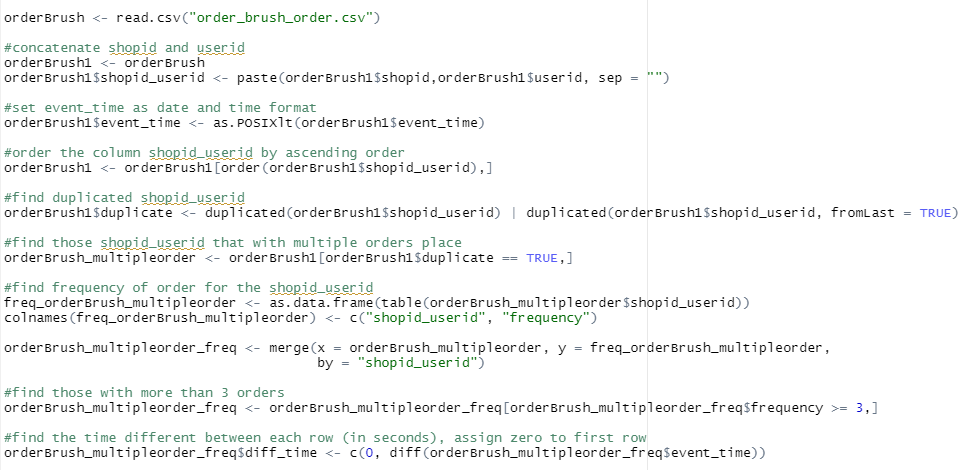 orderBrush <- read.csv("order_brush_order.csv")
#concatenate shopid and userid
orderBrush1 <- orderBrush
orderBrush1$shopid_userid <- paste(orderBrush1$shopid,orderBrush1$userid, sep = "")
#set event_time as date and time format
orderBrush1$event_time <- as.POSIXlt(orderBrush1$event_time)
#order the column shopid_userid by ascending order
orderBrush1 <- orderBrush1[order(orderBrush1$shopid_userid),]
#find duplicated shopid_userid
orderBrush1$duplicate <- duplicated(orderBrush1$shopid_userid) | duplicated(orderBrush1$shopid_userid, fromLast = TRUE)
#find those shopid_userid that with multiple orders place
orderBrush_multipleorder <- orderBrush1[orderBrush1$duplicate == TRUE,]
#find frequency of order for the shopid_userid
freq_orderBrush_multipleorder <- as.data.frame(table(orderBrush_multipleorder$shopid_userid))
colnames(freq_orderBrush_multipleorder) <- c("shopid_userid", "frequency")
orderBrush_multipleorder_freq <- merge(x = orderBrush_multipleorder, y = freq_orderBrush_multipleorder,
by = "shopid_userid")
#find those with more than 3 orders
orderBrush_multipleorder_freq <- orderBrush_multipleorder_freq[orderBrush_multipleorder_freq$frequency >= 3,]
#find the time different between each row (in seconds), assign zero to first row
orderBrush_multipleorder_freq$diff_time <- c(0, diff(orderBrush_multipleorder_freq$event_time))